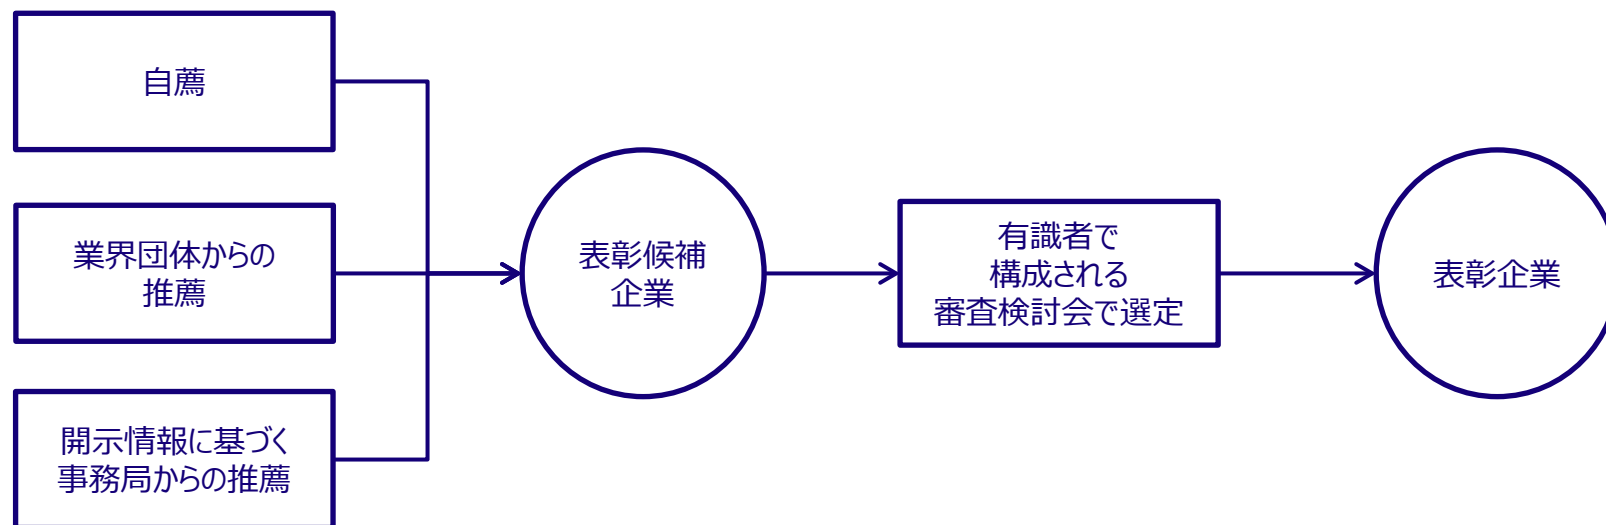 自薦
業界団体からの
推薦
開示情報に基づく
事務局からの推薦
表彰候補
企業
有識者で
構成される
審査検討会で選定
表彰企業